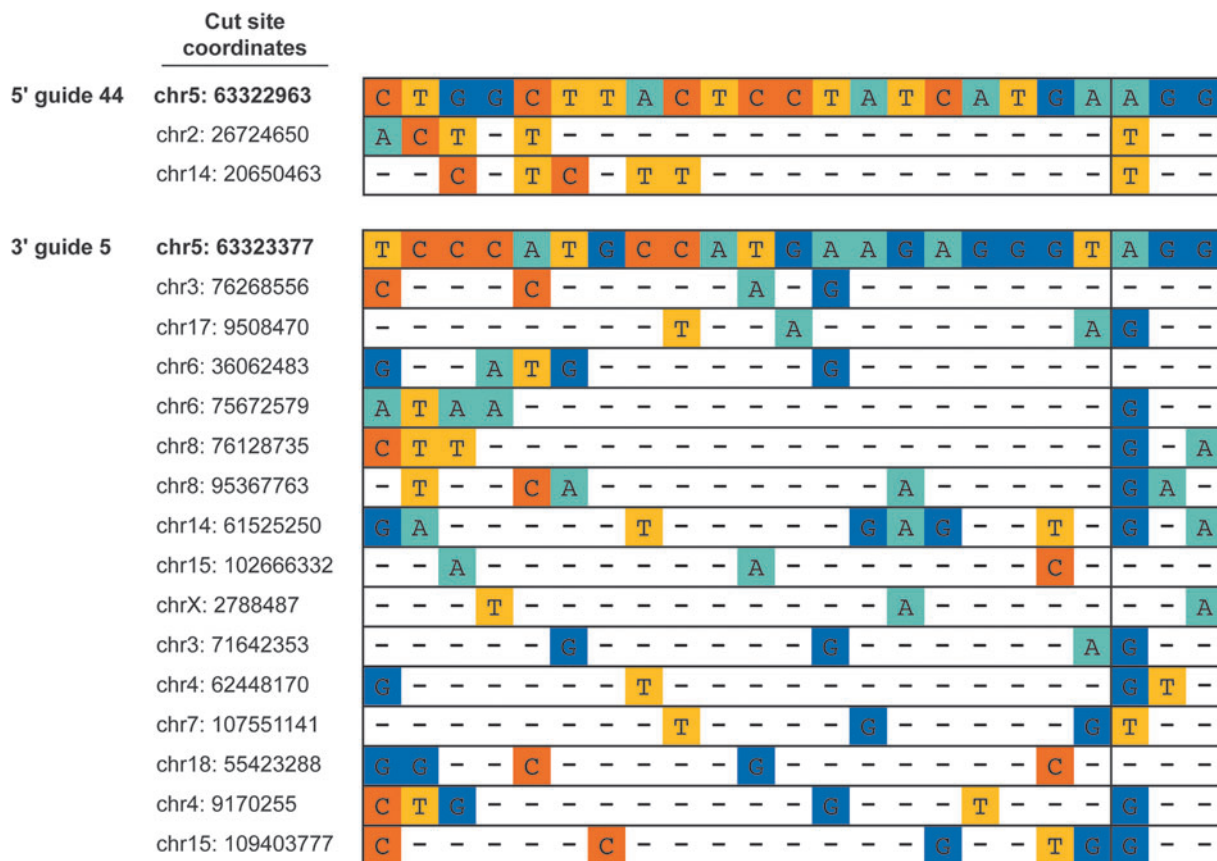 Cut site
coordinates
5' guide 44 chr5: 63322963 C T G G C T T A C T C C T A T C A T G A A G G
chr2: 26724650 A C T - T - - - - - - - - - - - - - - - T - -
chr14: 20650463 - - C - T C - T T - - - - - - - - - - - T - -
3' guide 5 chr5: 63323377 T C C C A T G C C A T G A A G A G G G T A G G
chr3: 76268556 C - - - C - - - - - A - G - - - - - - - - - -
chr17: 9508470 - - - - - - - - T - - A - - - - - - - A G - -
chr6: 36062483 G - - A T G - - - - - - G - - - - - - - - - -
chr6: 75672579 A T A A - - - - - - - - - - - - - - - - G - -
chr8: 76128735 C T T - - - - - - - - - - - - - - - - - G - A
chr8: 95367763 - T - - C A - - - - - - - - A - - - - - G A -
chr14: 61525250 G A - - - - - T - - - - - G A G - - T - G - A
chr15: 102666332 - - A - - - - - - - A - - - - - - - C - - - -
chrX: 2788487 - - - T - - - - - - - - - - A - - - - - - - A
chr3: 71642353 - - - - - G - - - - - - G - - - - - - A G - -
chr4: 62448170 G - - - - - - T - - - - - - - - - - - - G T -
chr7: 107551141 - - - - - - - - T - - - - G - - - - - G T - -
chr18: 55423288 G G - - C - - - - - G - - - - - - - C - - - -
chr4: 9170255 C T G - - - - - - - - - G - - - T - - - G - -
chr15: 109403777 C - - - - - C - - - - - - - - G - - T G G - -